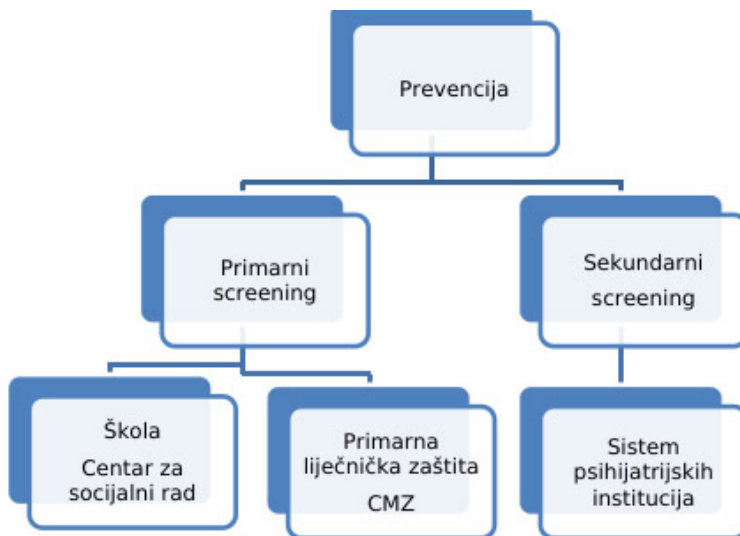 Prevencija
Primarni
screening
Sekundarni
screening
Škola
Centar za
socijalni rad
Primarna
liječnička zaštita
CMZ
Sistem
psihijatrijskih
institucija